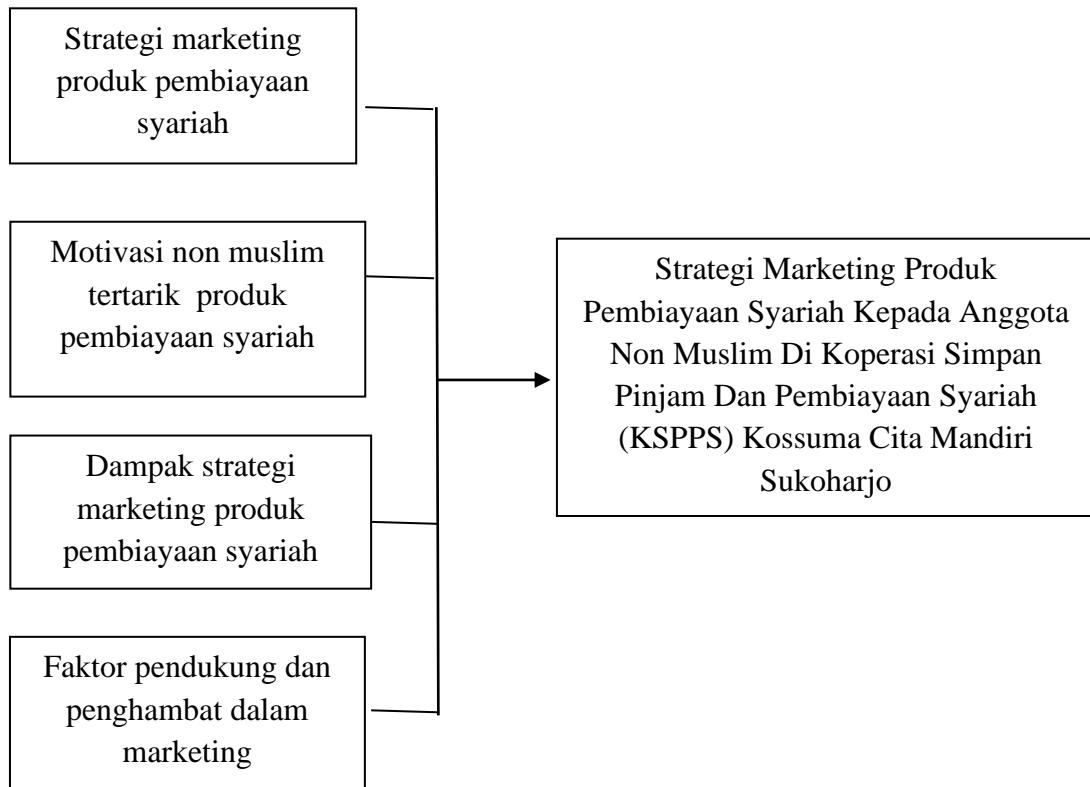 Strategi marketing
produk pembiayaan
syariah
Motivasi non muslim
tertarik produk
pembiayaan syariah
Dampak strategi
marketing produk
pembiayaan syariah
Faktor pendukung dan
penghambat dalam
marketing
Strategi Marketing Produk
Pembiayaan Syariah Kepada Anggota
Non Muslim Di Koperasi Simpan
Pinjam Dan Pembiayaan Syariah
(KSPPS) Kossuma Cita Mandiri
Sukoharjo